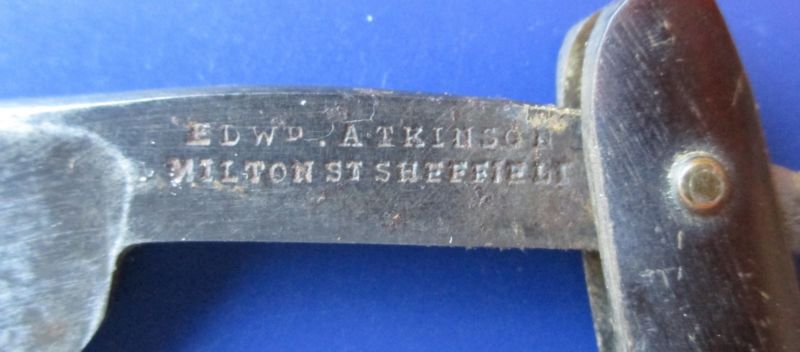 EDWD. ATKINSON
MILTON ST SHEFFIELD